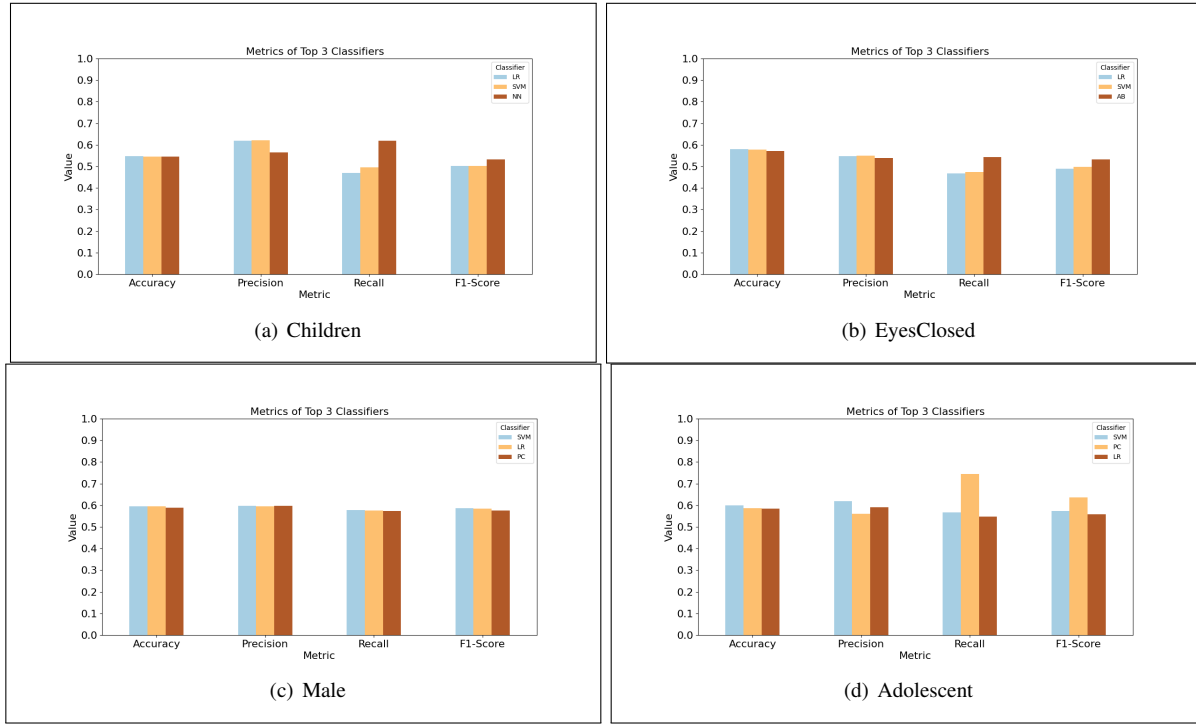 Metrics of Top 3 Classifiers
1.0
0.9
0.8
0.7
0.6
0.5
0.4
0.3
0.2
0.1
0.0
Value
Classifier
LR
SVM
NN
Accuracy Precision Recall F1-Score
Metric
(a) Children
Metrics of Top 3 Classifiers
1.0
0.9
0.8
0.7
0.6
0.5
0.4
0.3
0.2
0.1
0.0
Value
Classifier
LR
SVM
AB
Accuracy Precision Recall F1-Score
Metric
(b) EyesClosed
Metrics of Top 3 Classifiers
1.0
0.9
0.8
0.7
0.6
0.5
0.4
0.3
0.2
0.1
0.0
Value
Classifier
SVM
LR
PC
Accuracy Precision Recall F1-Score
Metric
(c) Male
Metrics of Top 3 Classifiers
1.0
0.9
0.8
0.7
0.6
0.5
0.4
0.3
0.2
0.1
0.0
Value
Classifier
SVM
PC
LR
Accuracy Precision Recall F1-Score
Metric
(d) Adolescent